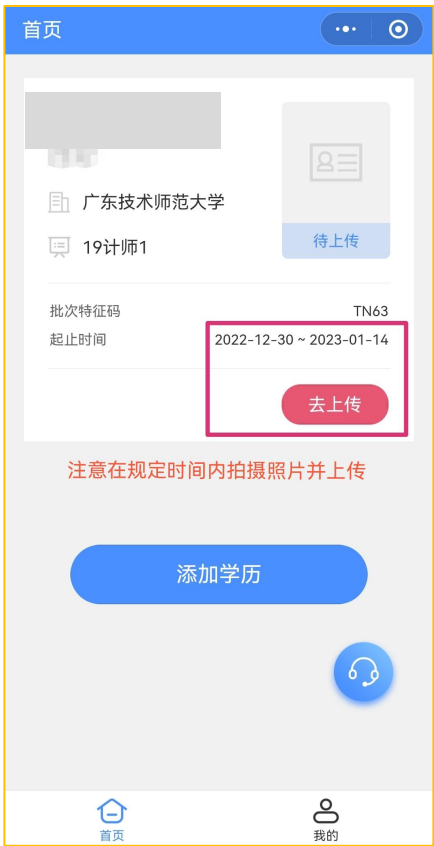 首页
广东技术师范大学
19计师1
待上传
批次特征码 TN63
起止时间 2022-12-30 ~ 2023-01-14
去上传
注意在规定时间内拍摄照片并上传
添加学历
首页 我的